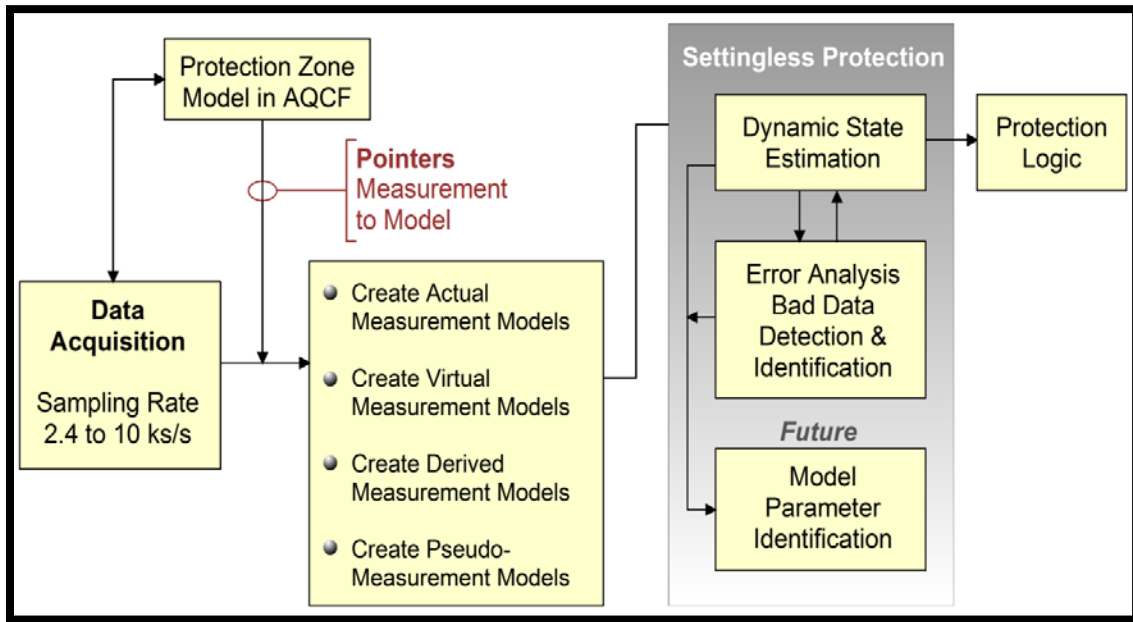 Protection Zone
Model in AQCF
Pointers
Measurement
to Model
Data
Acquisition
Sampling Rate
2.4 to 10 ks/s
Create Actual
Measurement Models
Create Virtual
Measurement Models
Create Derived
Measurement Models
Create Pseudo-
Measurement Models
Settingless Protection
Dynamic State
Estimation
Error Analysis
Bad Data
Detection &
Identification
Future
Model
Parameter
Identification
Protection
Logic